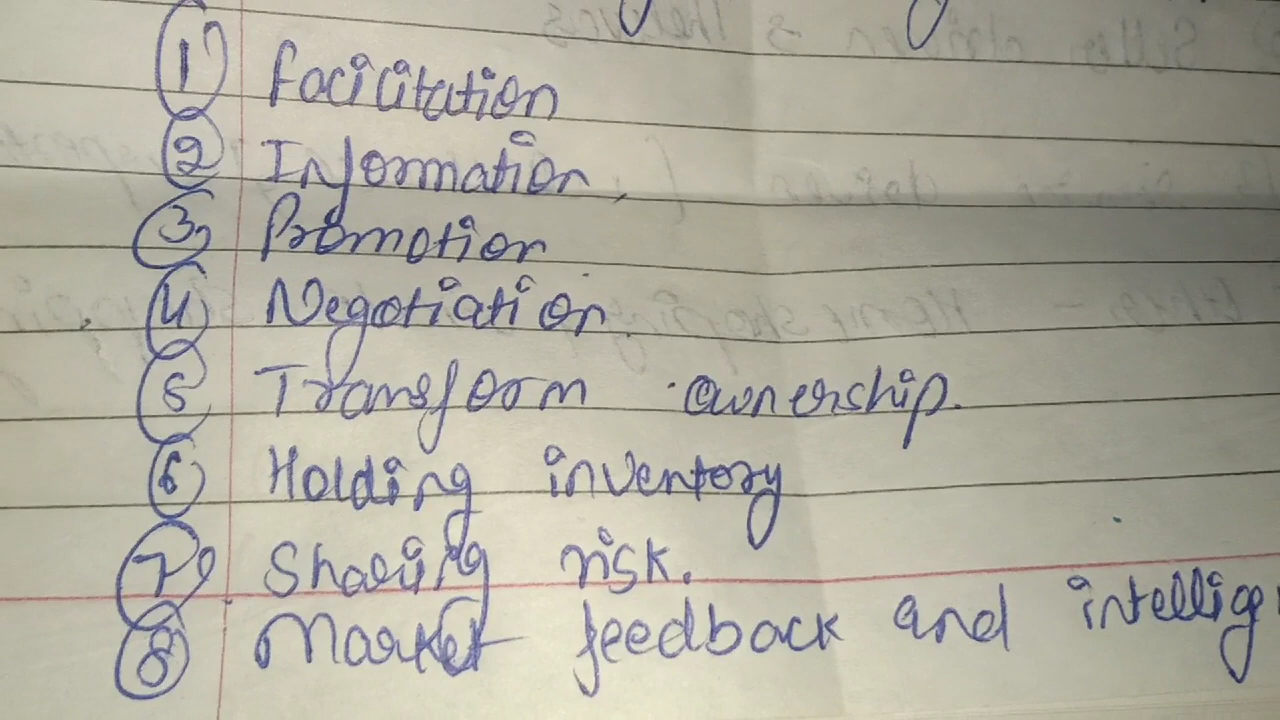 ① Facilitation
② Information,
③ Promotion
④ Negotiation
⑤ Transform ownership.
⑥ Holding inventory
⑦ Sharing risk.
⑧ Market feedback and intellige